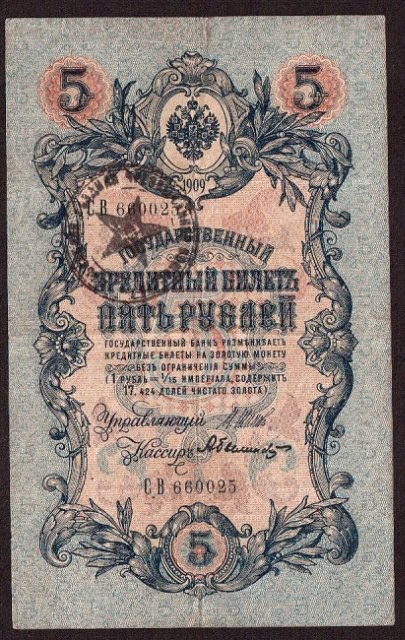 5 5
1909
СВ 660025
ГОСУДАРСТВЕННЫЙ
КРЕДИТНЫЙ БИЛЕТЪ
ПЯТЬ РУБЛЕЙ
ГОСУДАРСТВЕННЫЙ БАНКЪ РАЗМѢНИВАЕТЪ
КРЕДИТНЫЕ БИЛЕТЫ НА ЗОЛОТУЮ МОНЕТУ
БЕЗЪ ОГРАНИЧЕНІЯ СУММЫ
(1 РУБЛЬ = 1/15 ИМПЕРІАЛА, СОДЕРЖИТЪ
17,424 ДОЛЕЙ ЧИСТАГО ЗОЛОТА).
Управляющій
Кассиръ
СВ 660025
5